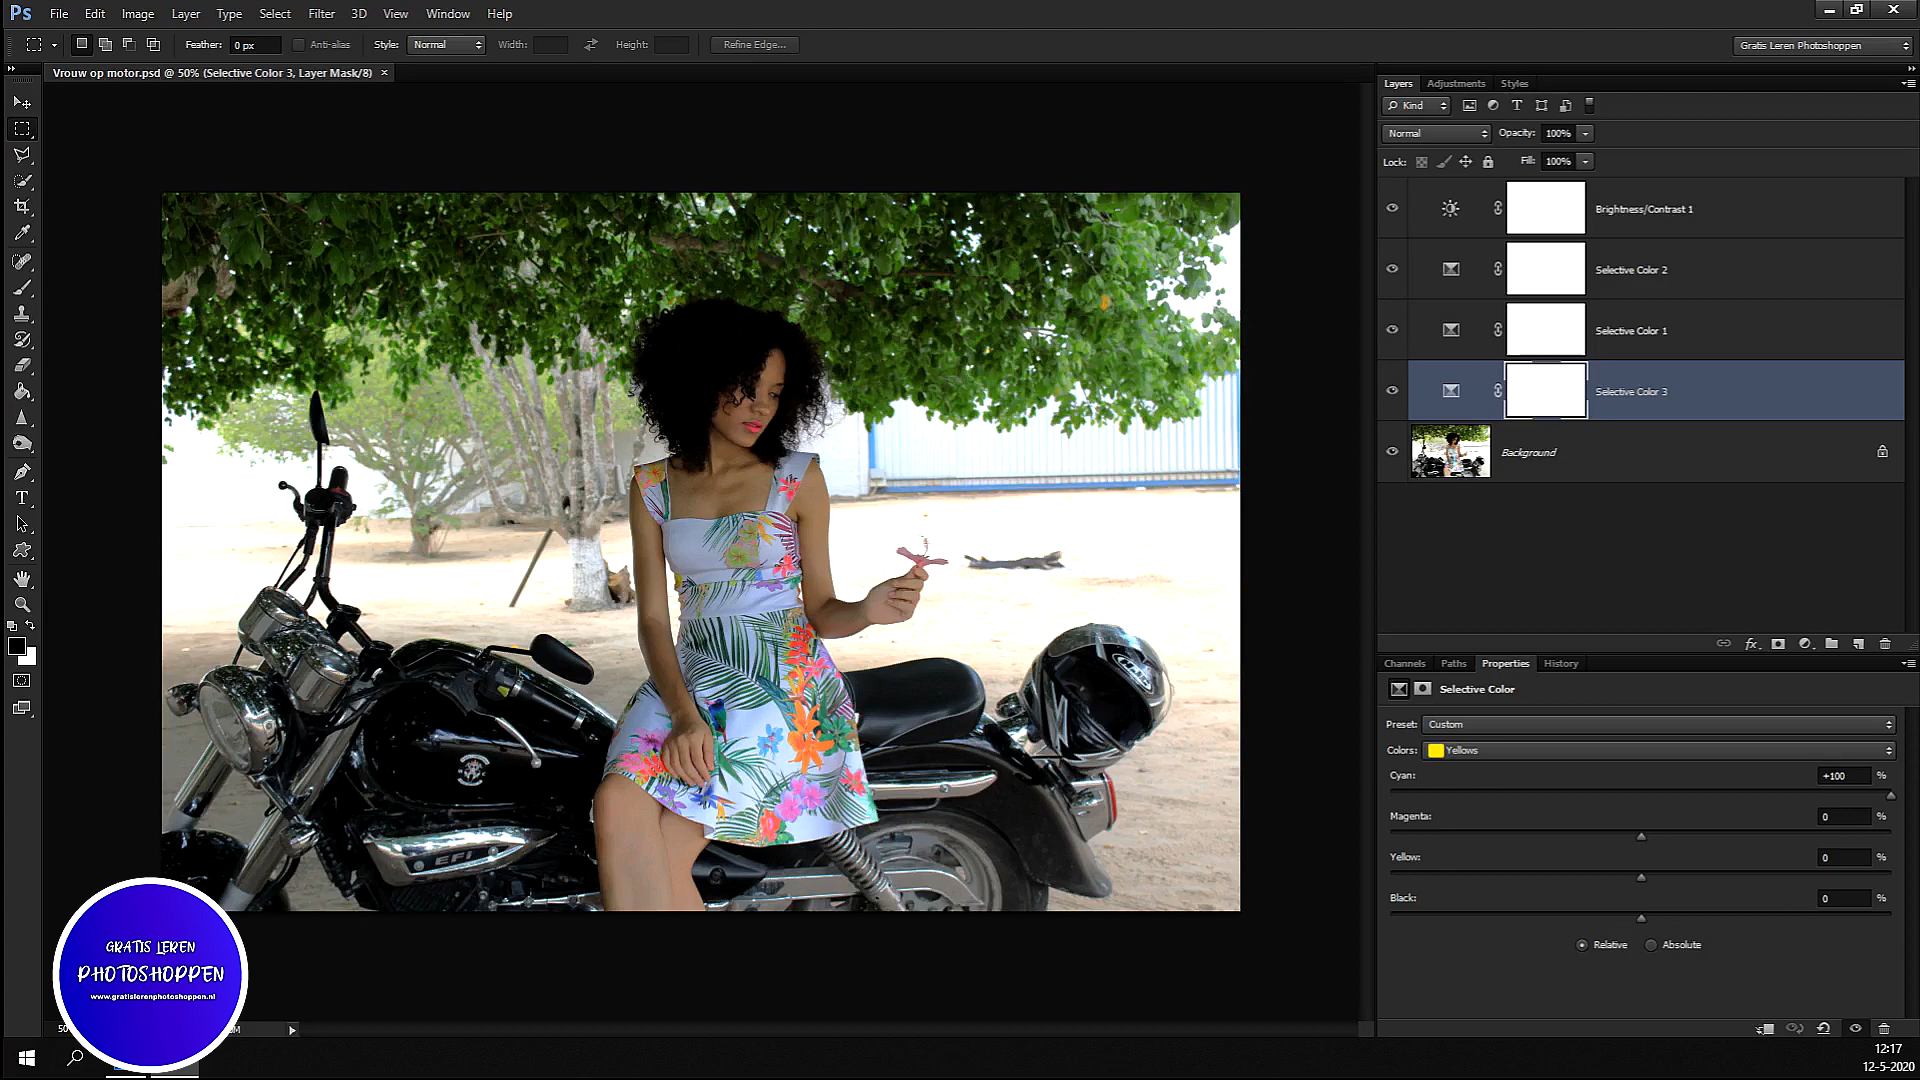 Ps File Edit Image Layer Type Select Filter 3D View Window Help
Feather: 0 px Anti-alias Style: Normal Width: Height: Refine Edge... Gratis Leren Photoshoppen
Vrouw op motor.psd @ 50% (Selective Color 3, Layer Mask/8) ×
Layers Adjustments Styles
Kind
Normal Opacity: 100%
Lock: Fill: 100%
Brightness/Contrast 1
Selective Color 2
Selective Color 1
Selective Color 3
Background
fx
Channels Paths Properties History
Selective Color
Preset: Custom
Colors: Yellows
Cyan: +100 %
Magenta: 0 %
Yellow: 0 %
Black: 0 %
Relative Absolute
EFI
GRATIS LEREN
PHOTOSHOPPEN
www.gratislerenphotoshoppen.nl
12:17
12-5-2020